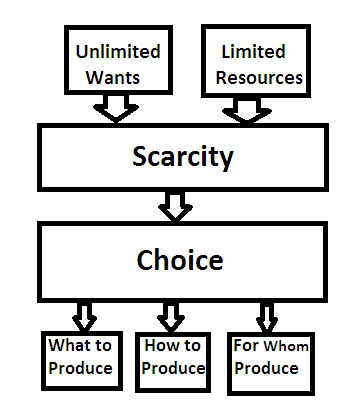 Unlimited
Wants
Limited
Resources
Scarcity
Choice
What to
Produce
How to
Produce
For Whom
Produce